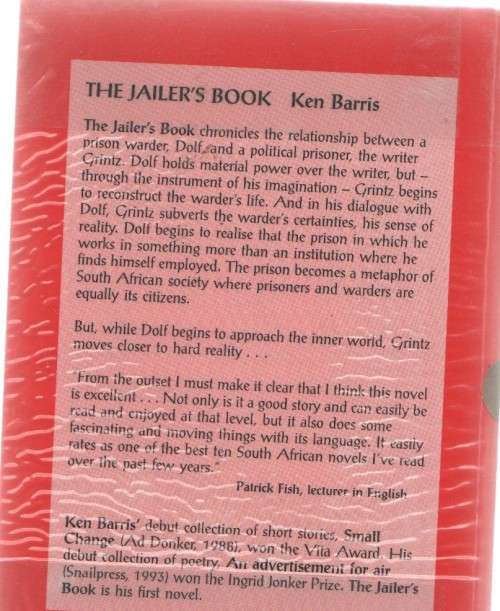 THE JAILER'S BOOK Ken Barris
The Jailer's Book chronicles the relationship between a
prison warder, Dolf, and a political prisoner, the writer
Grintz. Dolf holds material power over the writer, but –
through the instrument of his imagination – Grintz begins
to reconstruct the warder's life. And in his dialogue with
Dolf, Grintz subverts the warder's certainties, his sense of
reality. Dolf begins to realise that the prison in which he
works in something more than an institution where he
finds himself employed. The prison becomes a metaphor of
South African society where prisoners and warders are
equally its citizens.
But, while Dolf begins to approach the inner world, Grintz
moves closer to hard reality . . .
"From the outset I must make it clear that I think this novel
is excellent . . . Not only is it a good story and can easily be
read and enjoyed at that level, but it also does some
fascinating and moving things with its language. It easily
rates as one of the best ten South African novels I've read
over the past few years."
Patrick Fish, lecturer in English
Ken Barris' debut collection of short stories, Small
Change (Ad Donker, 1988), won the Vita Award. His
debut collection of poetry, An advertisement for air
(Snailpress, 1993) won the Ingrid Jonker Prize. The Jailer's
Book is his first novel.